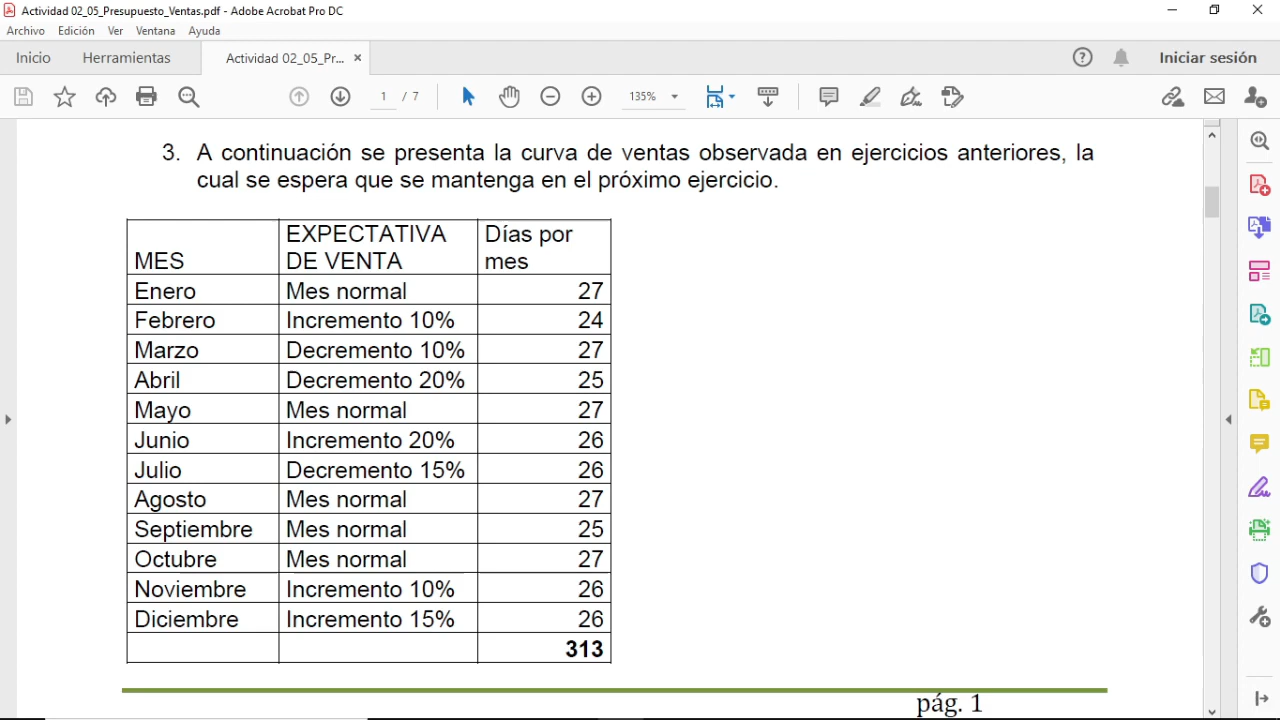 Actividad 02_05_Presupuesto_Ventas.pdf - Adobe Acrobat Pro DC
Archivo Edición Ver Ventana Ayuda
Inicio Herramientas Actividad 02_05_Pr... × Iniciar sesión
1 / 7 135%
3. A continuación se presenta la curva de ventas observada en ejercicios anteriores, la
cual se espera que se mantenga en el próximo ejercicio.
MES EXPECTATIVA DE VENTA Días por mes
Enero Mes normal 27
Febrero Incremento 10% 24
Marzo Decremento 10% 27
Abril Decremento 20% 25
Mayo Mes normal 27
Junio Incremento 20% 26
Julio Decremento 15% 26
Agosto Mes normal 27
Septiembre Mes normal 25
Octubre Mes normal 27
Noviembre Incremento 10% 26
Diciembre Incremento 15% 26
313
pág. 1